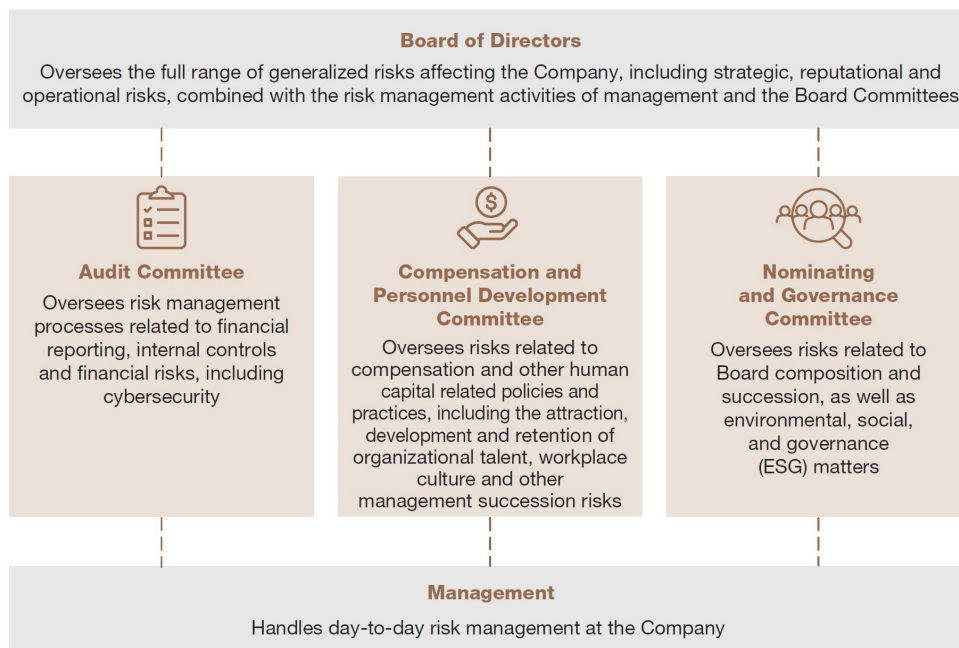 Board of Directors
Oversees the full range of generalized risks affecting the Company, including strategic, reputational and
operational risks, combined with the risk management activities of management and the Board Committees
$
Audit Committee
Oversees risk management
processes related to financial
reporting, internal controls
and financial risks, including
cybersecurity
Compensation and
Personnel Development
Committee
Oversees risks related to
compensation and other human
capital related policies and
practices, including the attraction,
development and retention of
organizational talent, workplace
culture and other
management succession risks
Nominating
and Governance
Committee
Oversees risks related to
Board composition and
succession, as well as
environmental, social,
and governance
(ESG) matters
Management
Handles day-to-day risk management at the Company